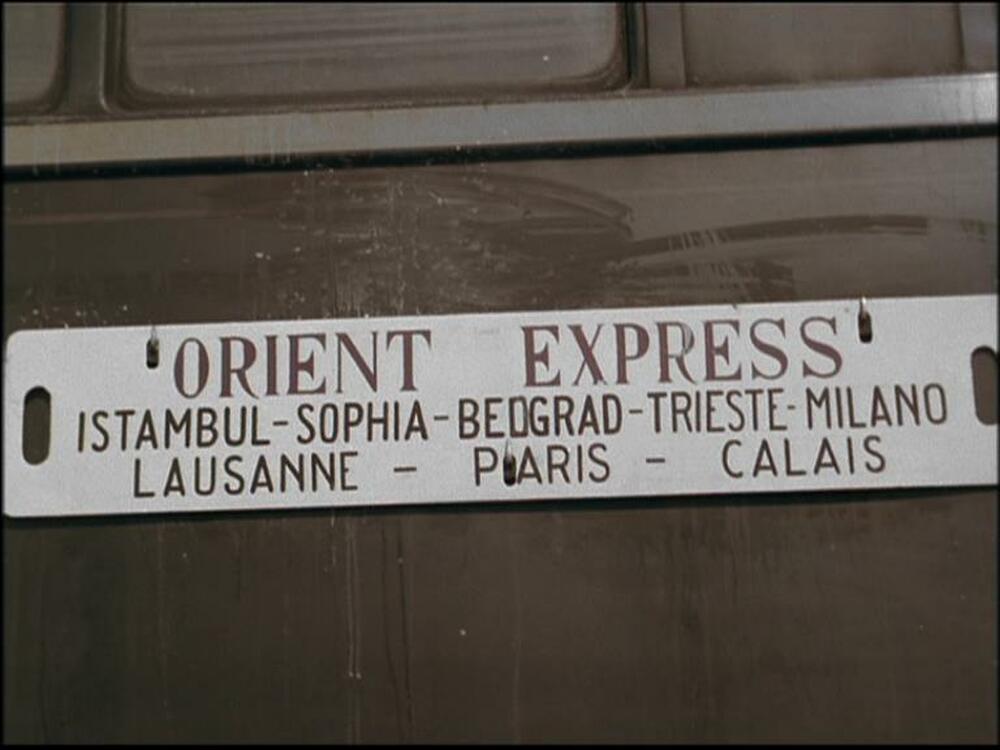 ORIENT EXPRESS
ISTAMBUL-SOPHIA-BEOGRAD-TRIESTE-MILANO
LAUSANNE - PARIS - CALAIS